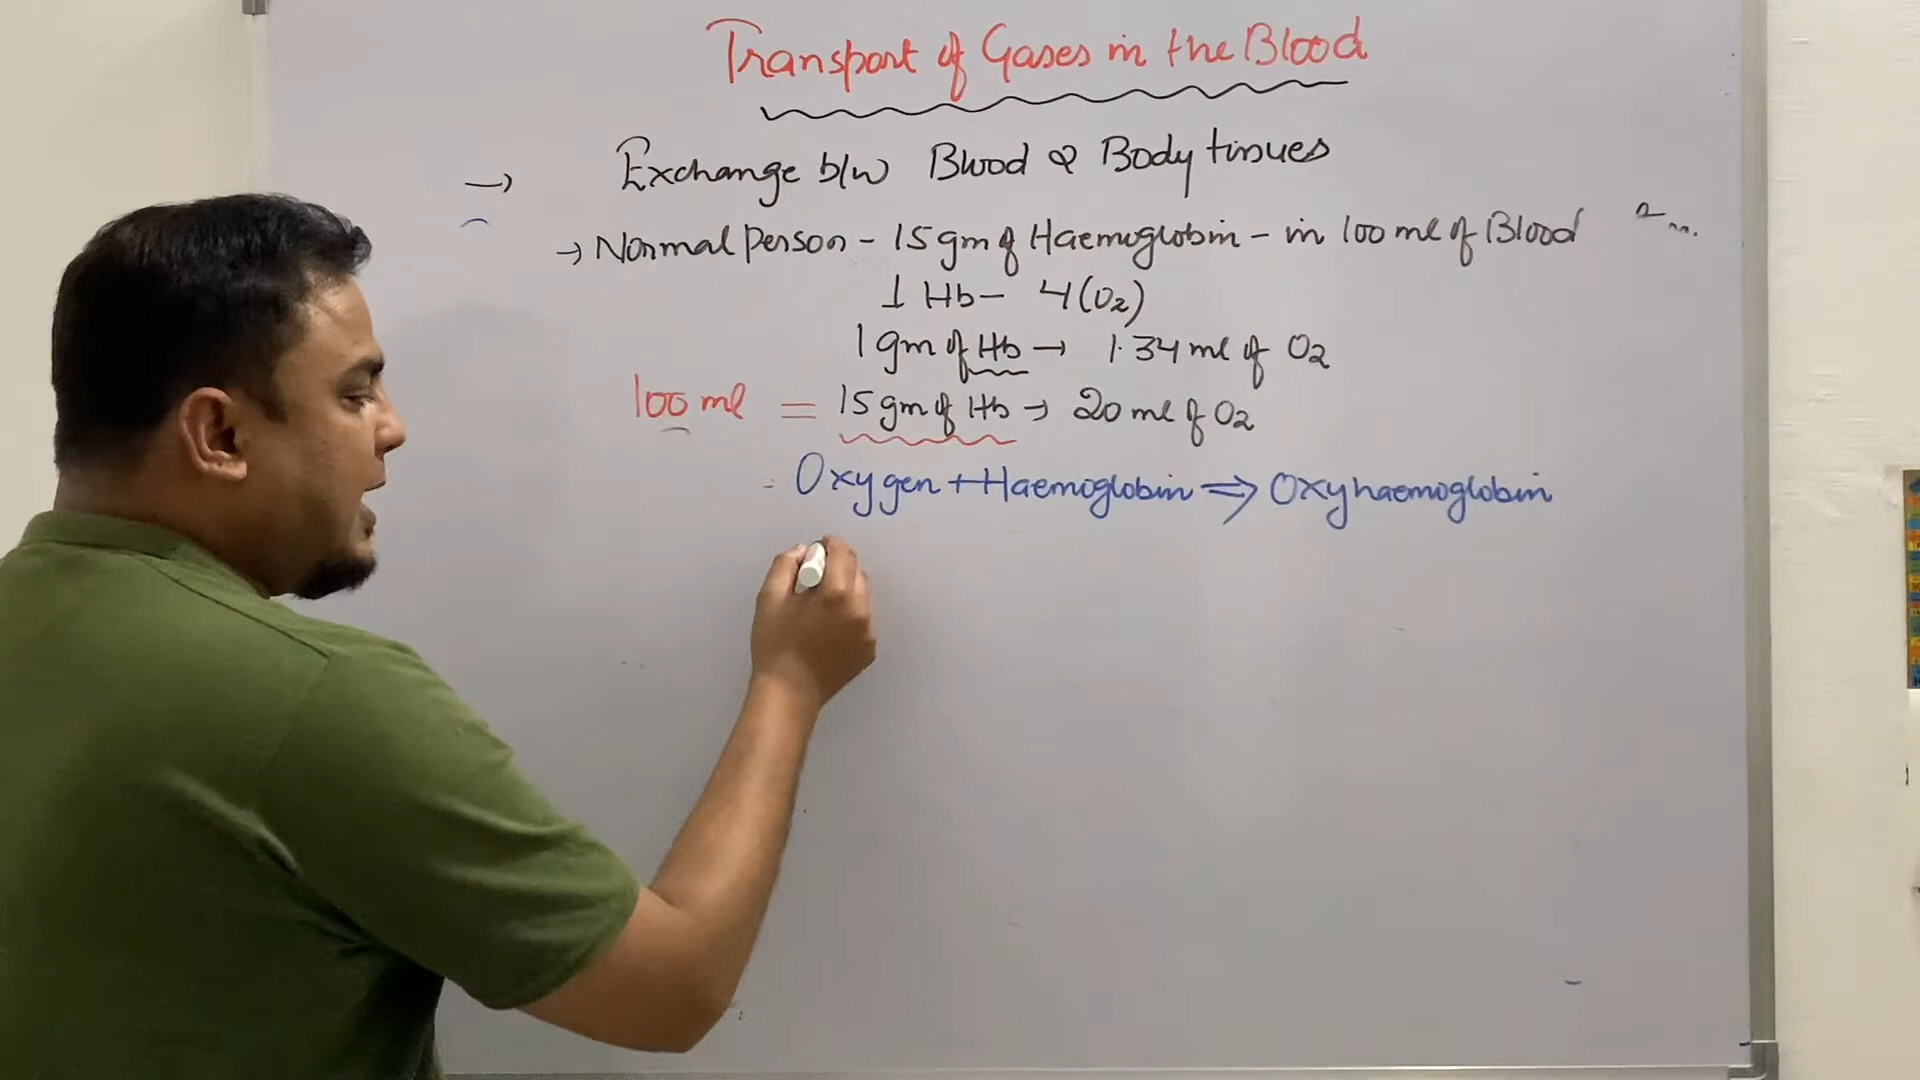 Transport of Gases in the Blood
→ Exchange b/w Blood & Body tissues
→ Normal person - 15 gm of Haemoglobin - in 100 ml of Blood
1 Hb - 4(O2)
1 gm of Hb → 1.34 ml of O2
100 ml = 15 gm of Hb → 20 ml of O2
Oxygen + Haemoglobin ⇒ Oxyhaemoglobin